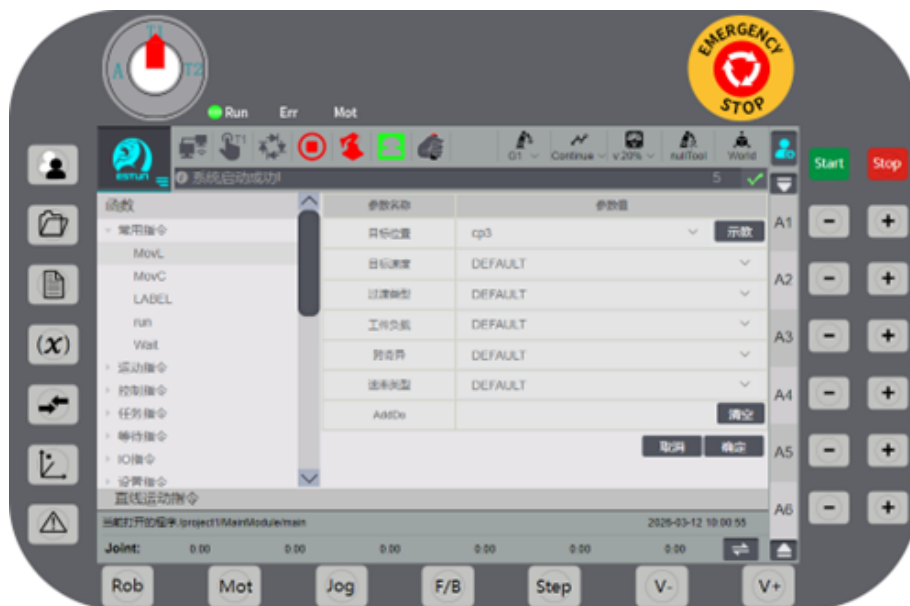 T1
A
T2
EMERGENCY
STOP
Run Err Mot
T1
ESTUN
G1 Continue v 20% nullTool World
Start Stop
系统启动成功! 5
函数
常用指令
MovL
MovC
LABEL
run
Wait
运动指令
控制指令
任务指令
等待指令
IO指令
设置指令
直线运动指令
参数名称 参数值
目标位置 cp3 示教
目标速度 DEFAULT
过渡类型 DEFAULT
工件负载 DEFAULT
跨奇异 DEFAULT
速率类型 DEFAULT
AddDo 清空
取消 确定
A1 - +
A2 - +
A3 - +
A4 - +
A5 - +
A6 - +
(x)
当前打开的程序:/project1/MainModule/main 2026-03-12 10:00:55
Joint: 0.00 0.00 0.00 0.00 0.00 0.00
Rob Mot Jog F/B Step V- V+